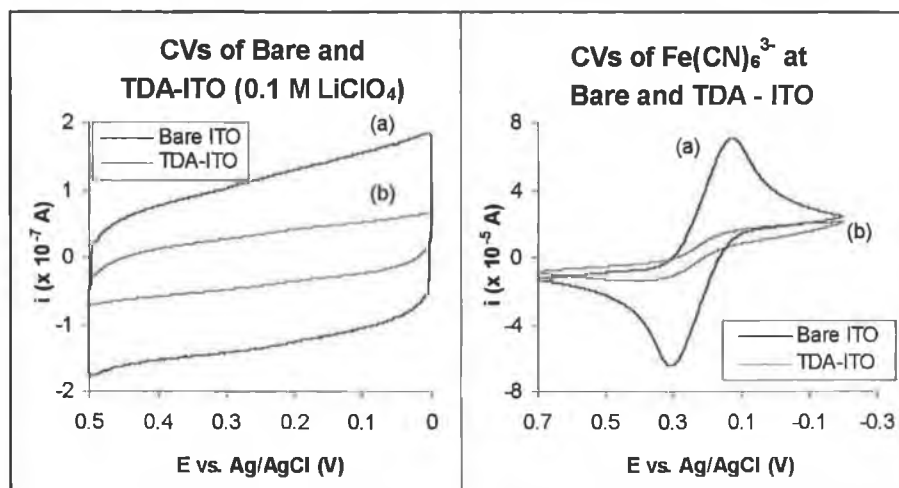 CVs of Bare and
TDA-ITO (0.1 M LiClO₄)
2
1
0
-1
-2
i (x 10⁻⁷ A)
Bare ITO
TDA-ITO
(a)
(b)
0.5
0.4
0.3
0.2
0.1
0
E vs. Ag/AgCl (V)
CVs of Fe(CN)₆³⁻ at
Bare and TDA - ITO
8
4
0
-4
-8
i (x 10⁻⁵ A)
(a)
(b)
Bare ITO
TDA-ITO
0.7
0.5
0.3
0.1
-0.1
-0.3
E vs. Ag/AgCl (V)